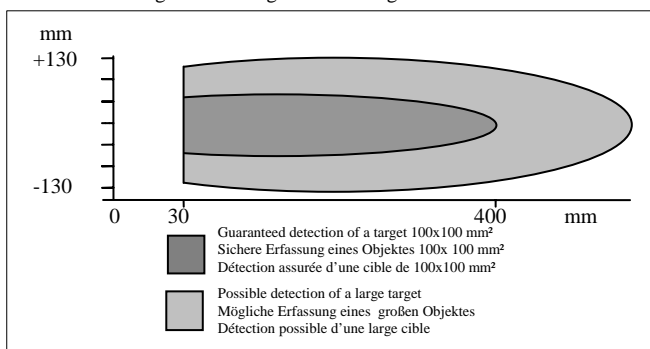 mm
+130
-130
0 30 400 mm
Guaranteed detection of a target 100x100 mm²
Sichere Erfassung eines Objektes 100x 100 mm²
Détection assurée d'une cible de 100x100 mm²
Possible detection of a large target
Mögliche Erfassung eines großen Objektes
Détection possible d'une large cible